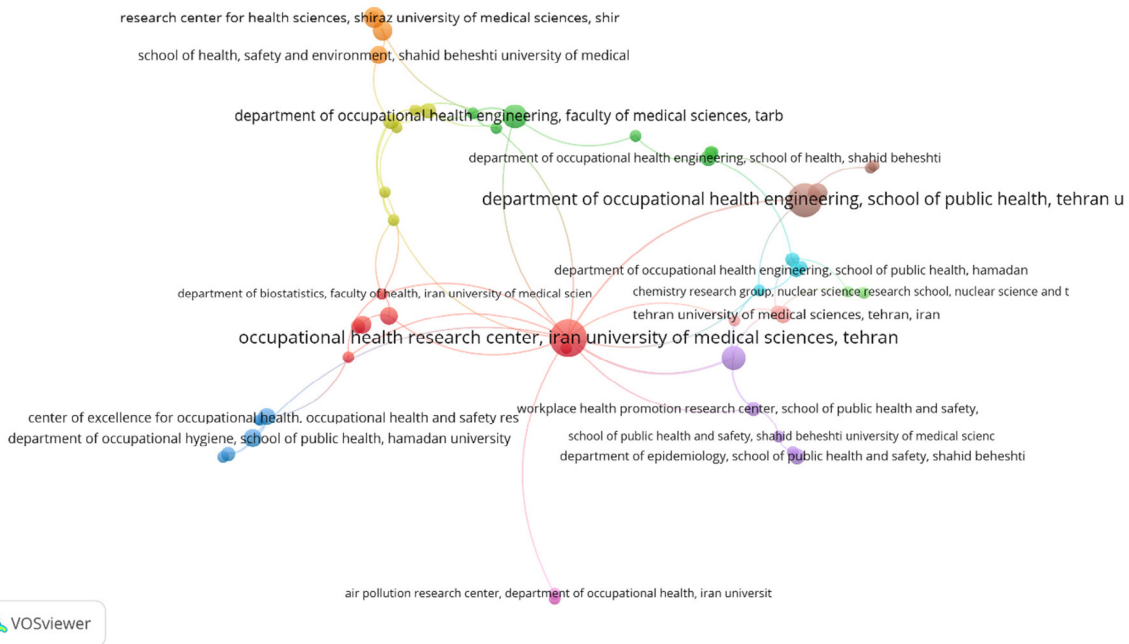 research center for health sciences, shiraz university of medical sciences, shir
school of health, safety and environment, shahid beheshti university of medical
department of occupational health engineering, faculty of medical sciences, tarb
department of occupational health engineering, school of health, shahid beheshti
department of occupational health engineering, school of public health, tehran u
department of occupational health engineering, school of public health, hamadan
department of biostatistics, faculty of health, iran university of medical scien
chemistry research group, nuclear science research school, nuclear science and t
tehran university of medical sciences, tehran, iran
occupational health research center, iran university of medical sciences, tehran
workplace health promotion research center, school of public health and safety,
center of excellence for occupational health, occupational health and safety res
department of occupational hygiene, school of public health, hamadan university
school of public health and safety, shahid beheshti university of medical scienc
department of epidemiology, school of public health and safety, shahid beheshti
air pollution research center, department of occupational health, iran universit
VOSviewer